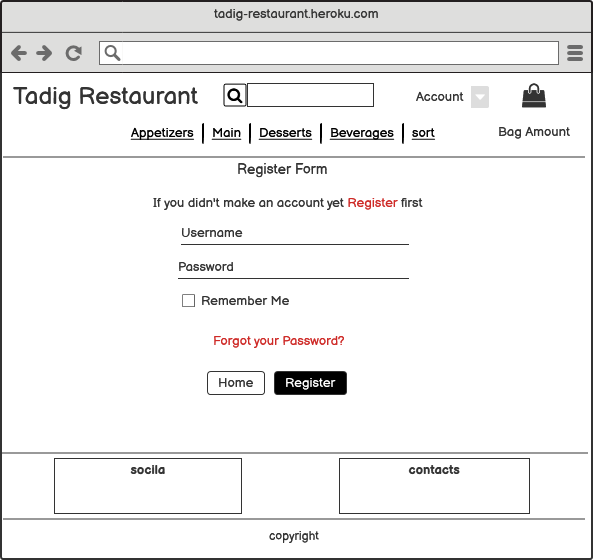 tadig-restaurant.heroku.com
Tadig Restaurant
Account
Appetizers Main Desserts Beverages sort
Bag Amount
Register Form
If you didn't make an account yet Register first
Username
Password
Remember Me
Forgot your Password?
Home Register
socila contacts
copyright